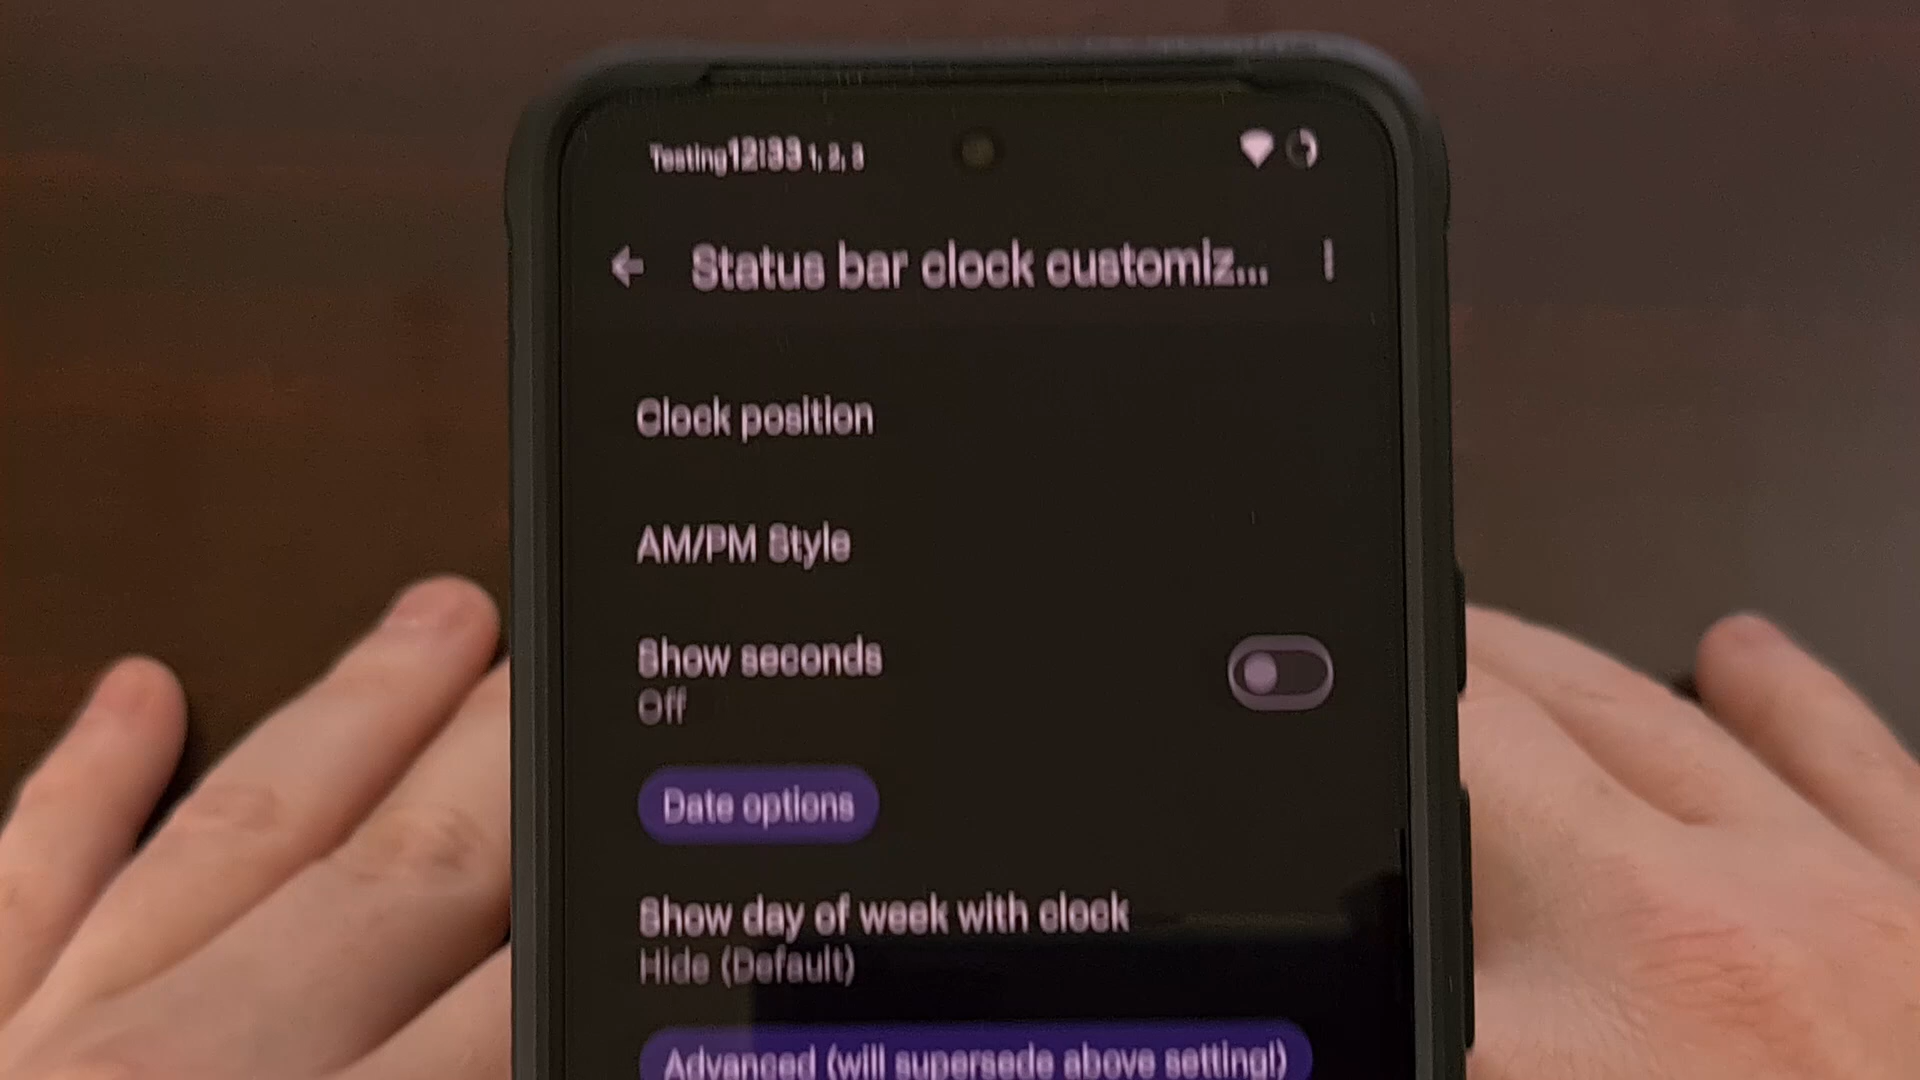 Testing12:33 1, 2, 3
Status bar clock customiz...
Clock position
AM/PM Style
Show seconds
Off
Date options
Show day of week with clock
Hide (Default)
Advanced (will supersede above setting!)